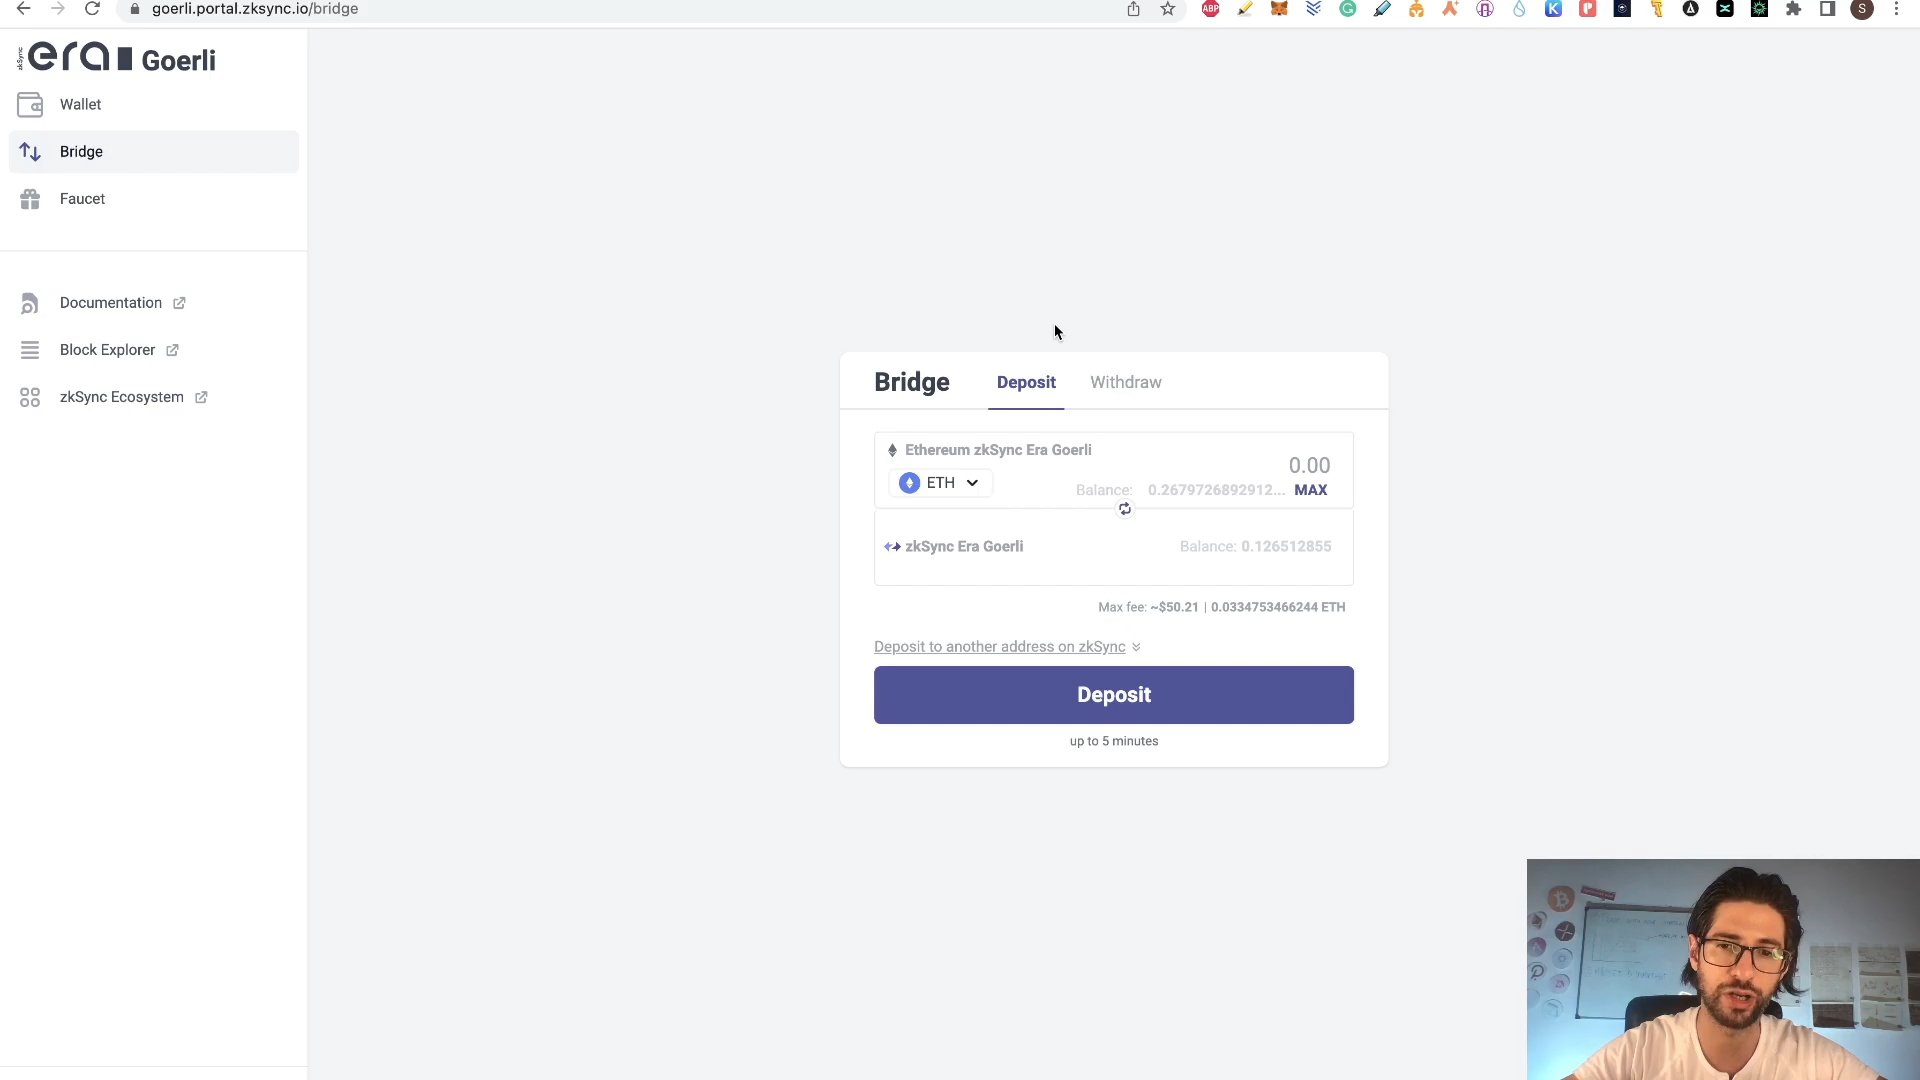 goerli.portal.zksync.io/bridge
ABP
S
zkSync
era
Goerli
Wallet
Bridge
Faucet
Documentation
Block Explorer
zkSync Ecosystem
Bridge
Deposit
Withdraw
Ethereum zkSync Era Goerli
0.00
ETH
Balance: 0.2679726892912... MAX
zkSync Era Goerli
Balance: 0.126512855
Max fee: ~$50.21 | 0.0334753466244 ETH
Deposit to another address on zkSync
Deposit
up to 5 minutes